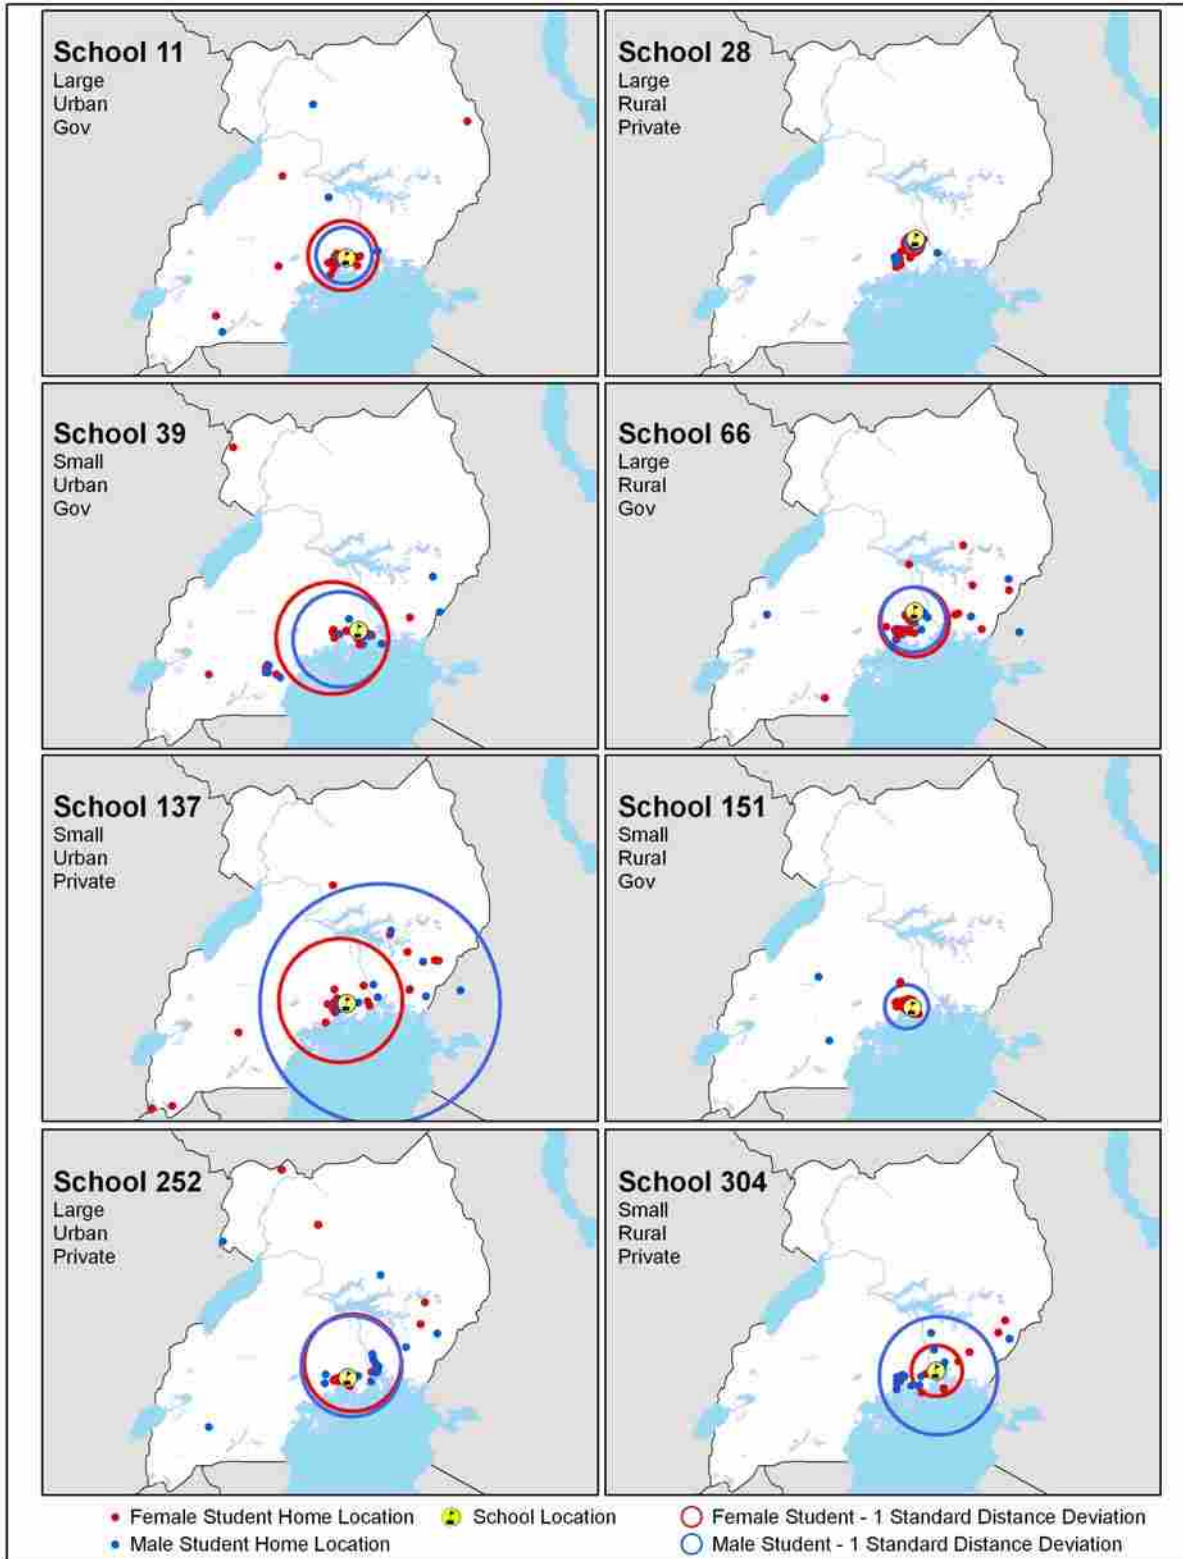 School 11
Large
Urban
Gov
School 28
Large
Rural
Private
School 39
Small
Urban
Gov
School 66
Large
Rural
Gov
School 137
Small
Urban
Private
School 151
Small
Rural
Gov
School 252
Large
Urban
Private
School 304
Small
Rural
Private
Female Student Home Location
School Location
Female Student - 1 Standard Distance Deviation
Male Student Home Location
Male Student - 1 Standard Distance Deviation